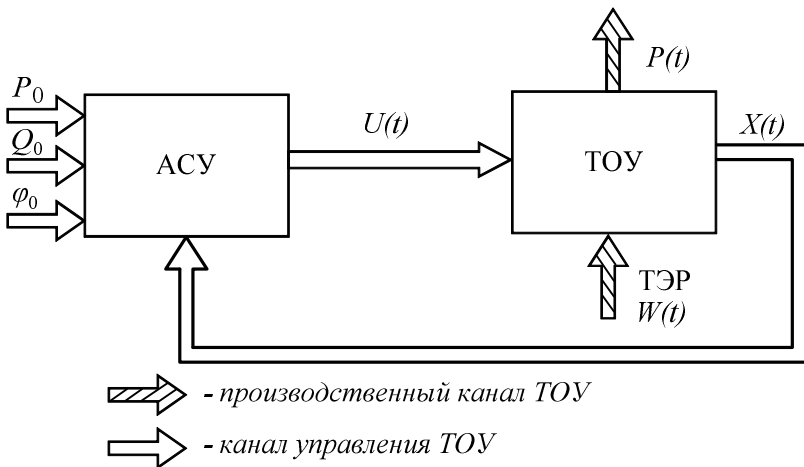 P₀
Q₀
φ₀
АСУ
U(t)
ТОУ
P(t)
X(t)
ТЭР
W(t)
- производственный канал ТОУ
- канал управления ТОУ